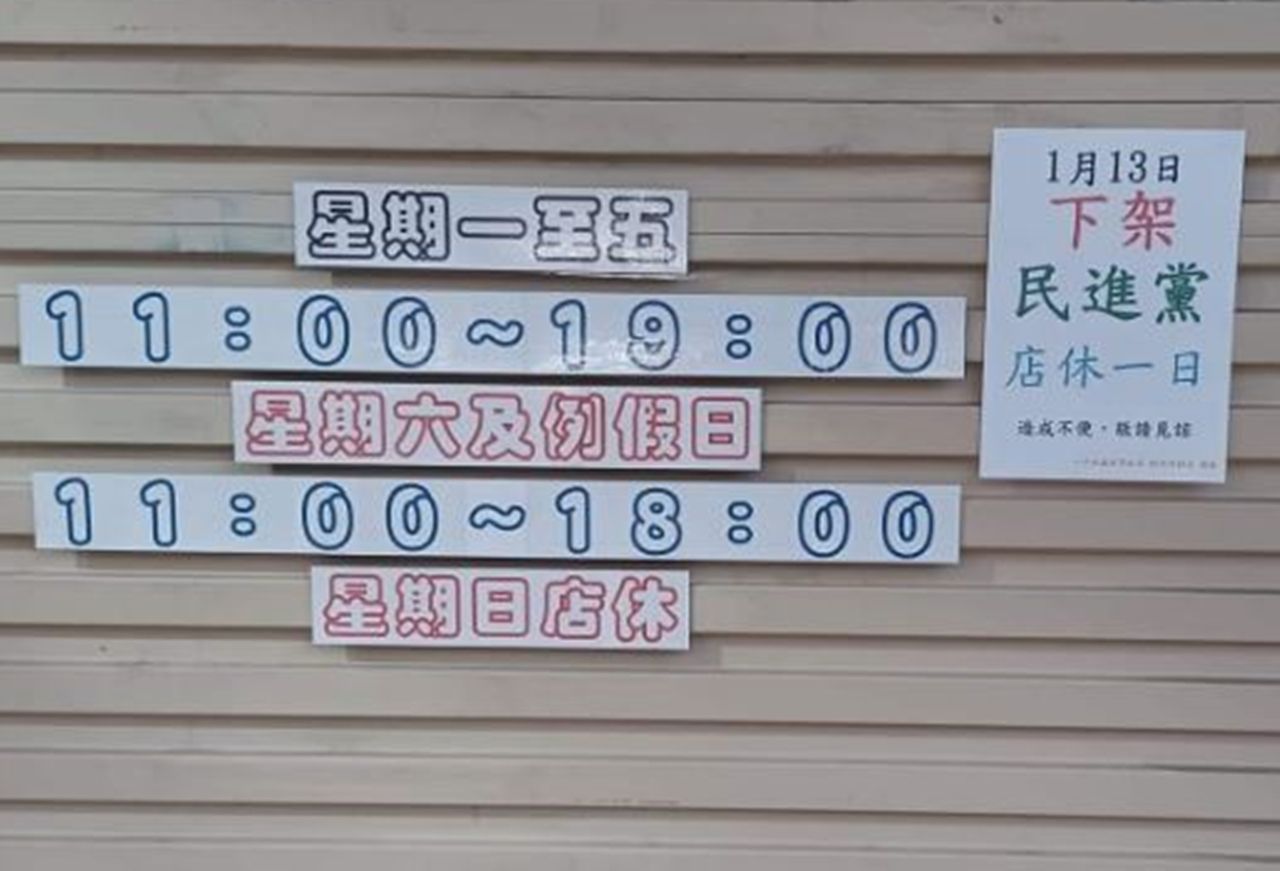 星期一至五
11:00~19:00
星期六及例假日
11:00~18:00
星期日店休
1月13日
下架
民進黨
店休一日
造成不便,敬請見諒